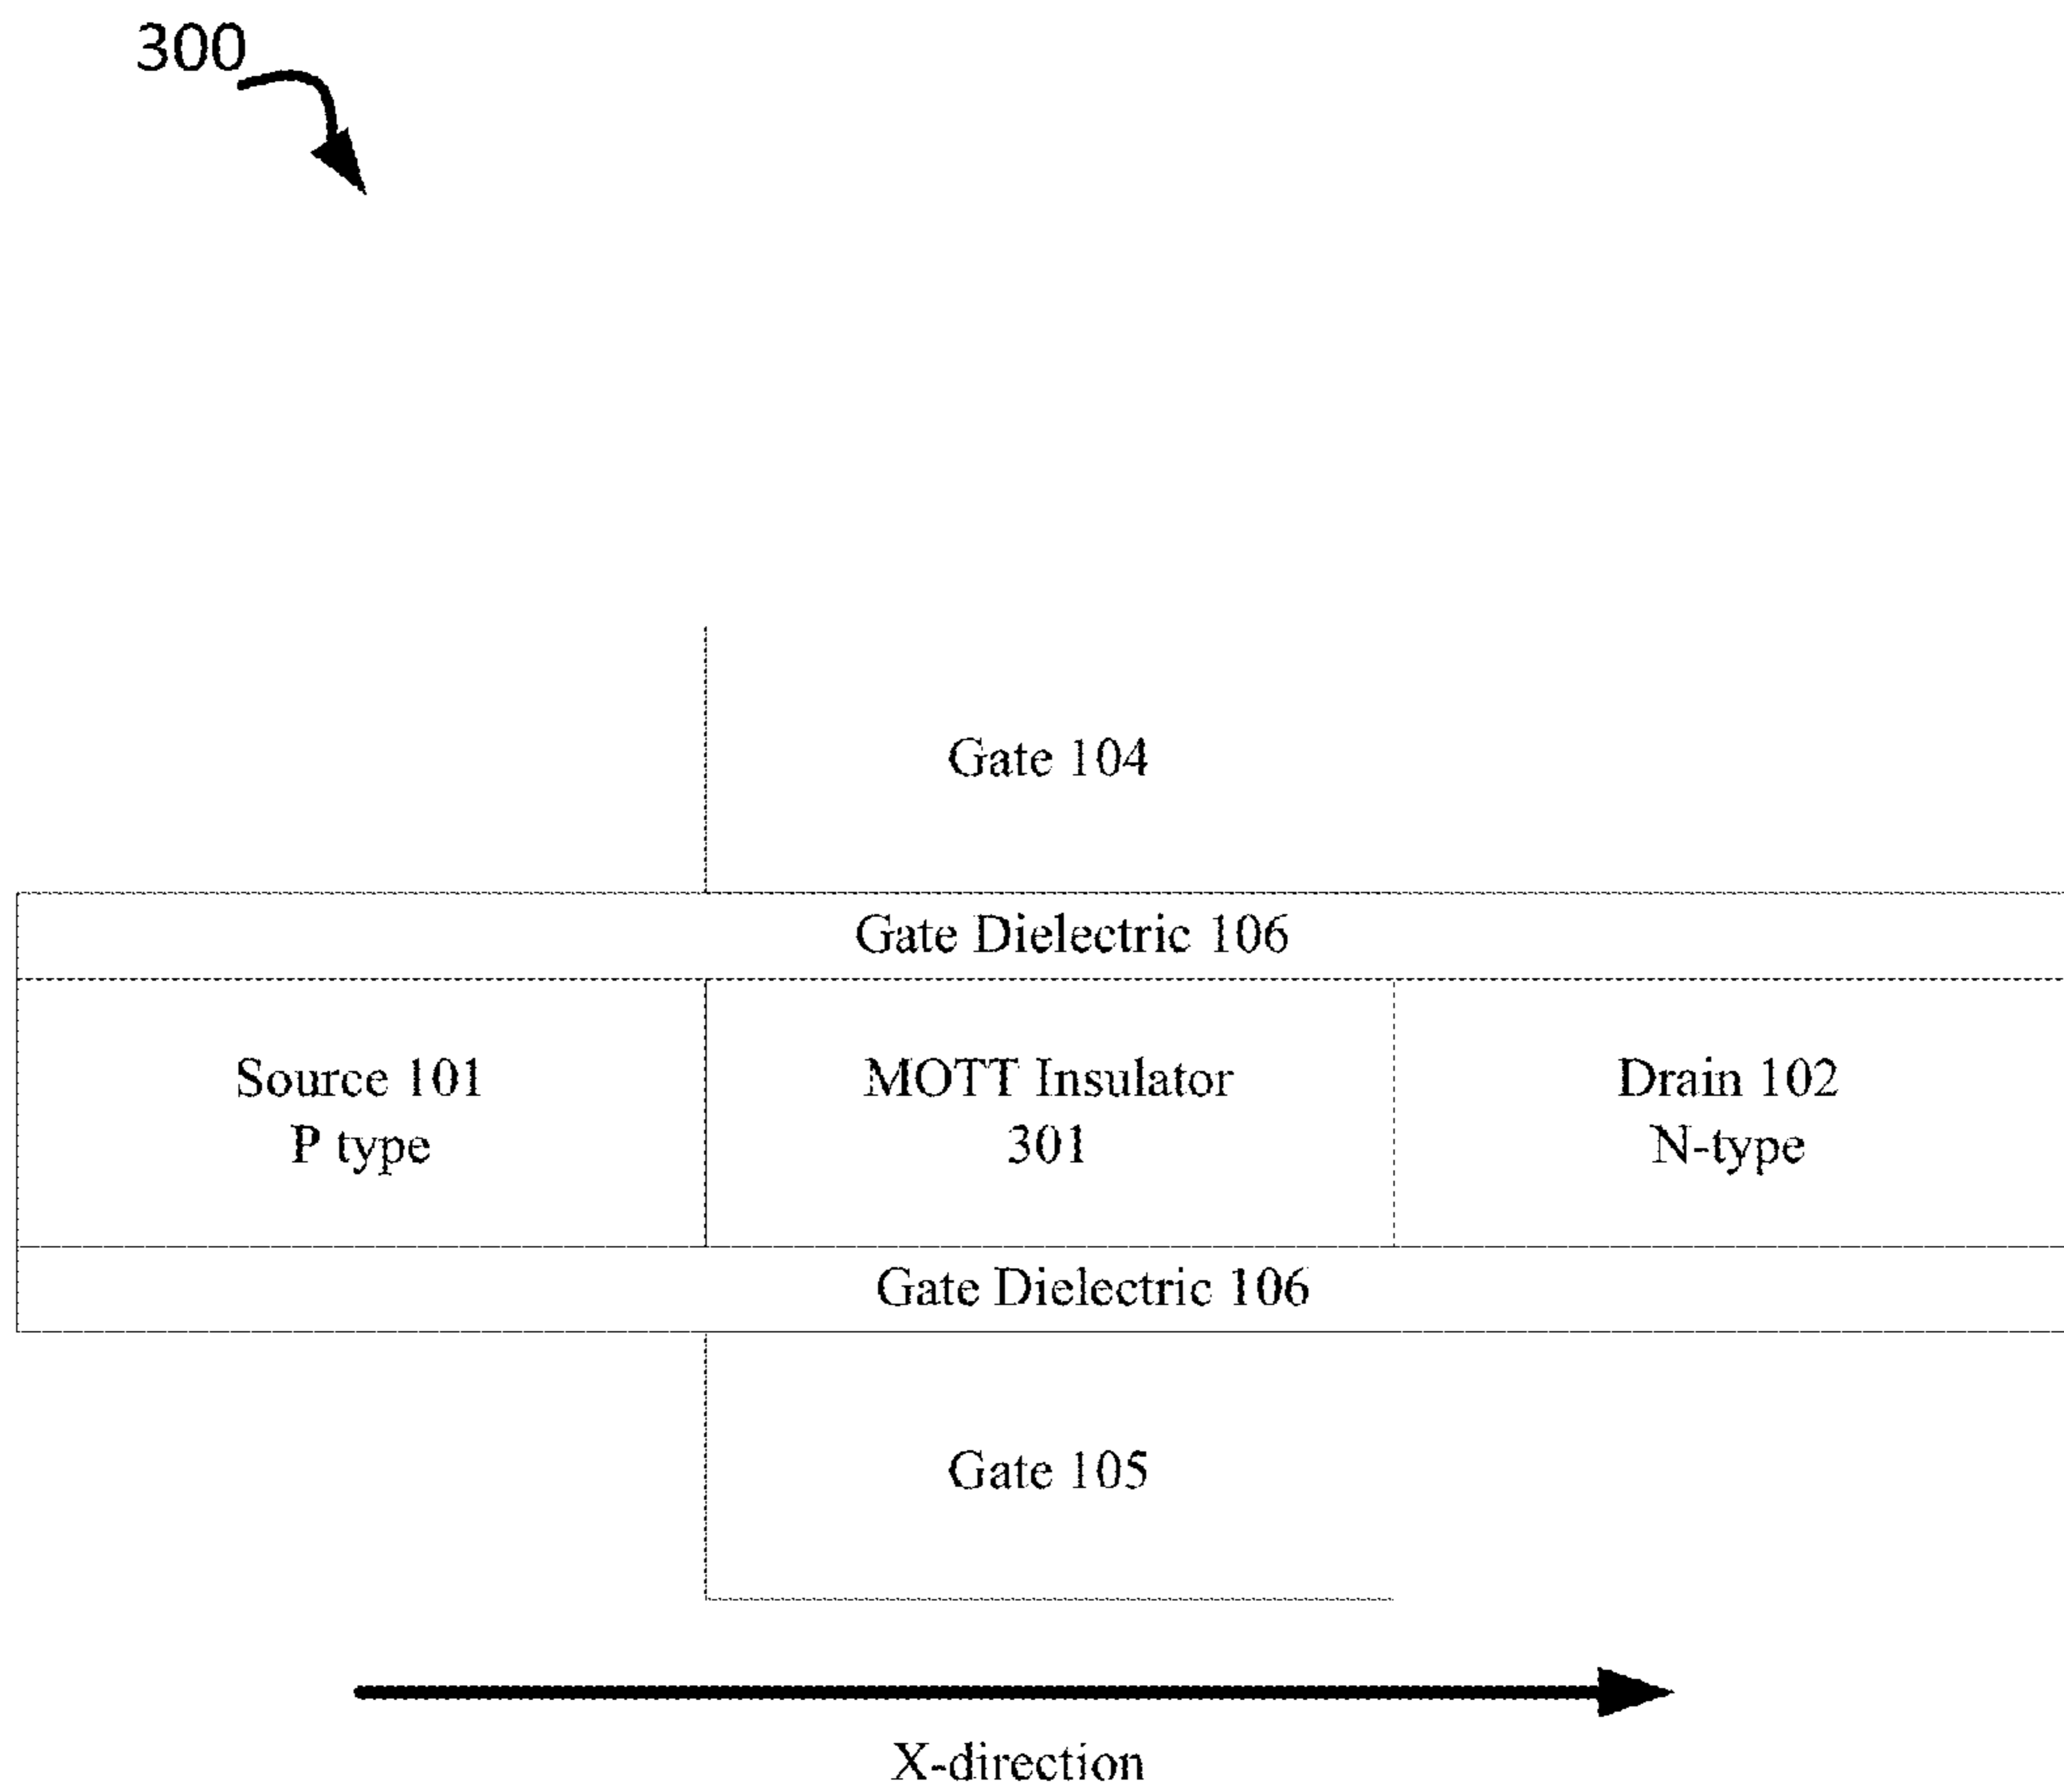 300
Gate 104
Gate Dielectric 106
Source 101
P type
MOTT Insulator
301
Drain 102
N-type
Gate Dielectric 106
Gate 105
X-direction